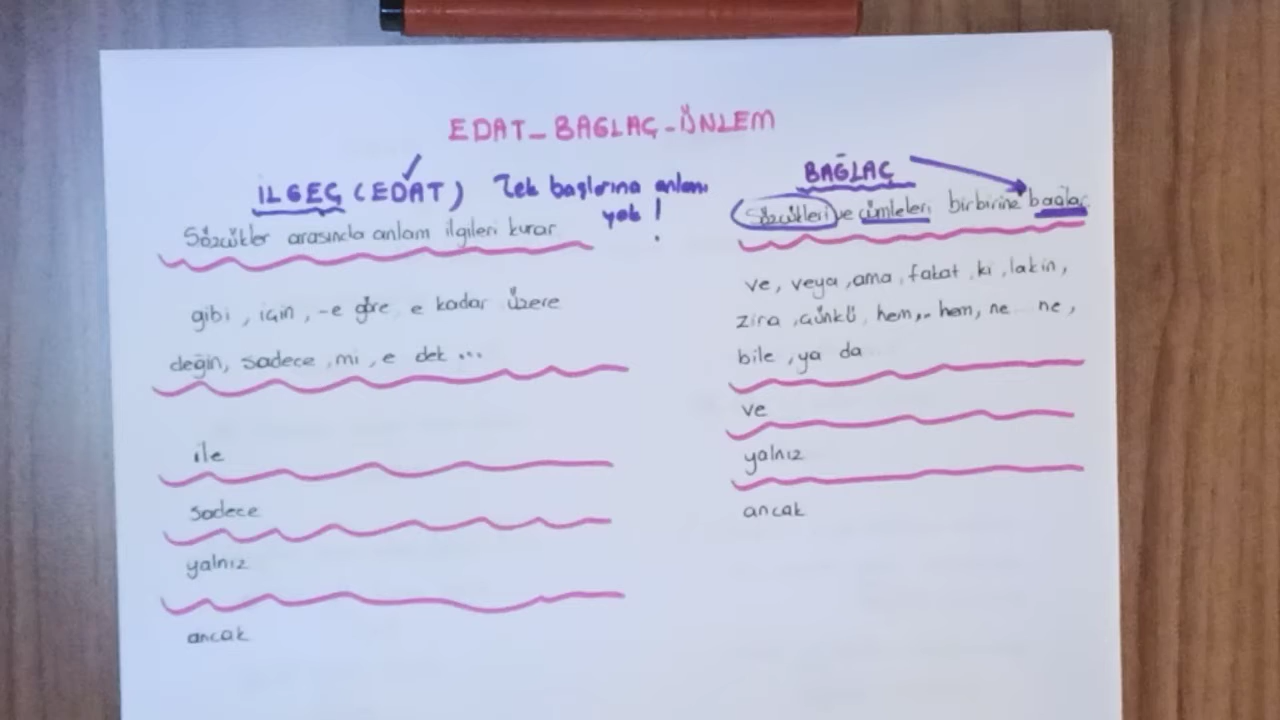 EDAT_BAGLAÇ_ÜNLEM
İLGEÇ (EDAT) Tek başlarına anlamı
yok !
Sözcükler arasında anlam ilgileri kurar
gibi , için , -e göre e kadar üzere
değin, sadece , mi , e dek ...
ile
sadece
yalnız
ancak
BAĞLAÇ
Sözcükleri ve cümleleri birbirine bağlar
ve, veya , ama , fakat , ki , lakin ,
zira , çünkü , hem,.. hem, ne ne ,
bile , ya da
ve
yalnız
ancak